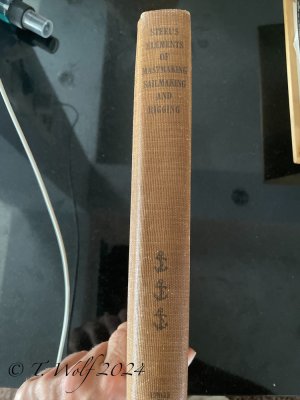 STEEL'S
ELEMENTS
OF
MASTMAKING
SAILMAKING
AND
RIGGING
© T. Wolf 2024